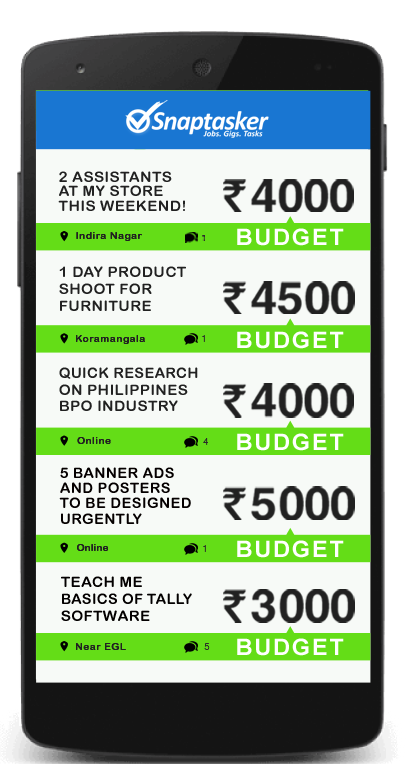 Snaptasker
Jobs. Gigs. Tasks
2 ASSISTANTS
AT MY STORE
THIS WEEKEND!
₹4000
Indira Nagar
1
BUDGET
1 DAY PRODUCT
SHOOT FOR
FURNITURE
₹4500
Koramangala
1
BUDGET
QUICK RESEARCH
ON PHILIPPINES
BPO INDUSTRY
₹4000
Online
4
BUDGET
5 BANNER ADS
AND POSTERS
TO BE DESIGNED
URGENTLY
₹5000
Online
1
BUDGET
TEACH ME
BASICS OF TALLY
SOFTWARE
₹3000
Near EGL
5
BUDGET